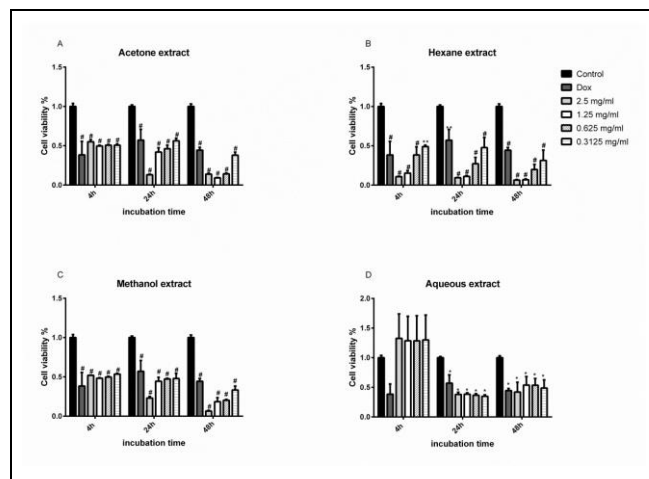 A
Acetone extract
Cell viability %
1.5
1.0
0.5
0.0
# # # # #
# # # # #
# # # # #
4h
24h
48h
incubation time
B
Hexane extract
Cell viability %
1.5
1.0
0.5
0.0
# # # # **
** # # # #
# # # # #
4h
24h
48h
incubation time
Control
Dox
2.5 mg/ml
1.25 mg/ml
0.625 mg/ml
0.3125 mg/ml
C
Methanol extract
Cell viability %
1.5
1.0
0.5
0.0
# # # # #
# # # # #
# # # # #
4h
24h
48h
incubation time
D
Aqueous extract
Cell viability %
2.0
1.5
1.0
0.5
0.0
* * * * *
* * * * *
4h
24h
48h
incubation time